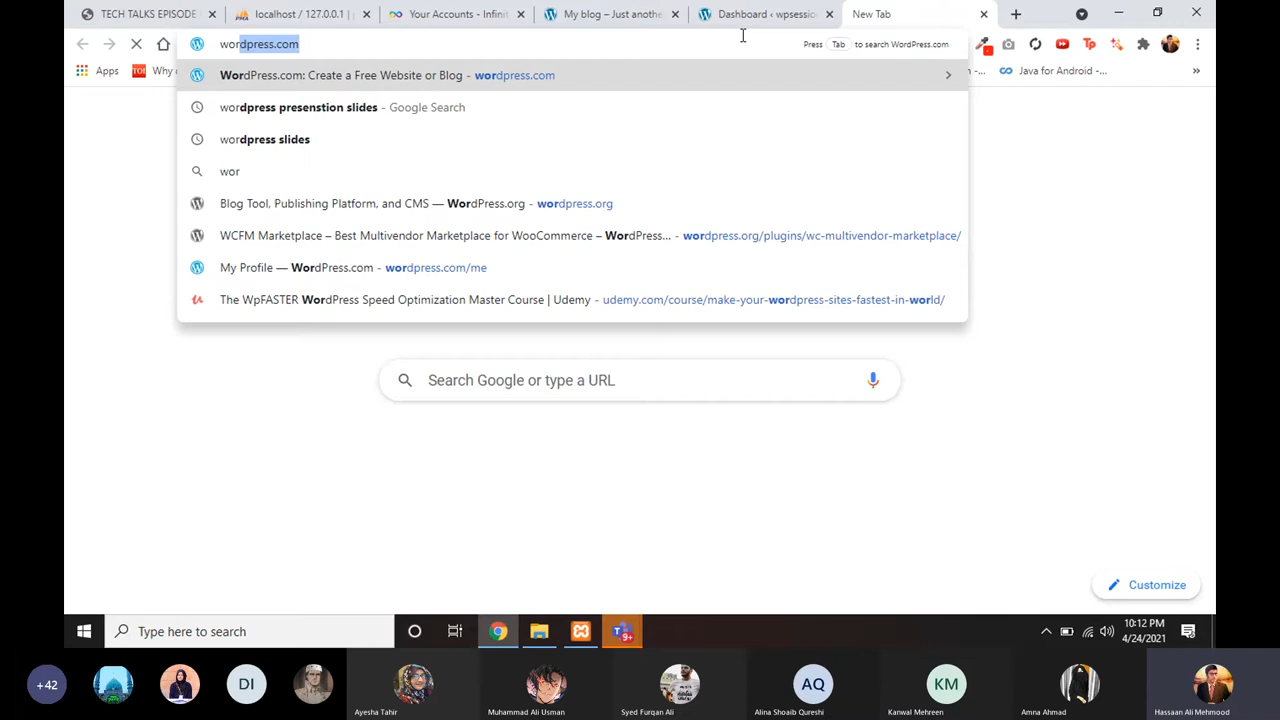 TECH TALKS EPISODE
localhost / 127.0.0.1 | p
Your Accounts - Infinit
My blog – Just anothe
Dashboard ‹ wpsessio
New Tab
wordpress.com
Press Tab to search WordPress.com
Apps
Why c
Java for Android -...
WordPress.com: Create a Free Website or Blog - wordpress.com
wordpress presenstion slides - Google Search
wordpress slides
wor
Blog Tool, Publishing Platform, and CMS — WordPress.org - wordpress.org
WCFM Marketplace – Best Multivendor Marketplace for WooCommerce – WordPress... - wordpress.org/plugins/wc-multivendor-marketplace/
My Profile — WordPress.com - wordpress.com/me
The WpFASTER WordPress Speed Optimization Master Course | Udemy - udemy.com/course/make-your-wordpress-sites-fastest-in-world/
Search Google or type a URL
Customize
Type here to search
9+
10:12 PM
4/24/2021
+42
DI
AQ
KM
Ayesha Tahir
Muhammad Ali Usman
Syed Furqan Ali
Alina Shoaib Qureshi
Kanwal Mehreen
Amna Ahmad
Hassaan Ali Mehmood